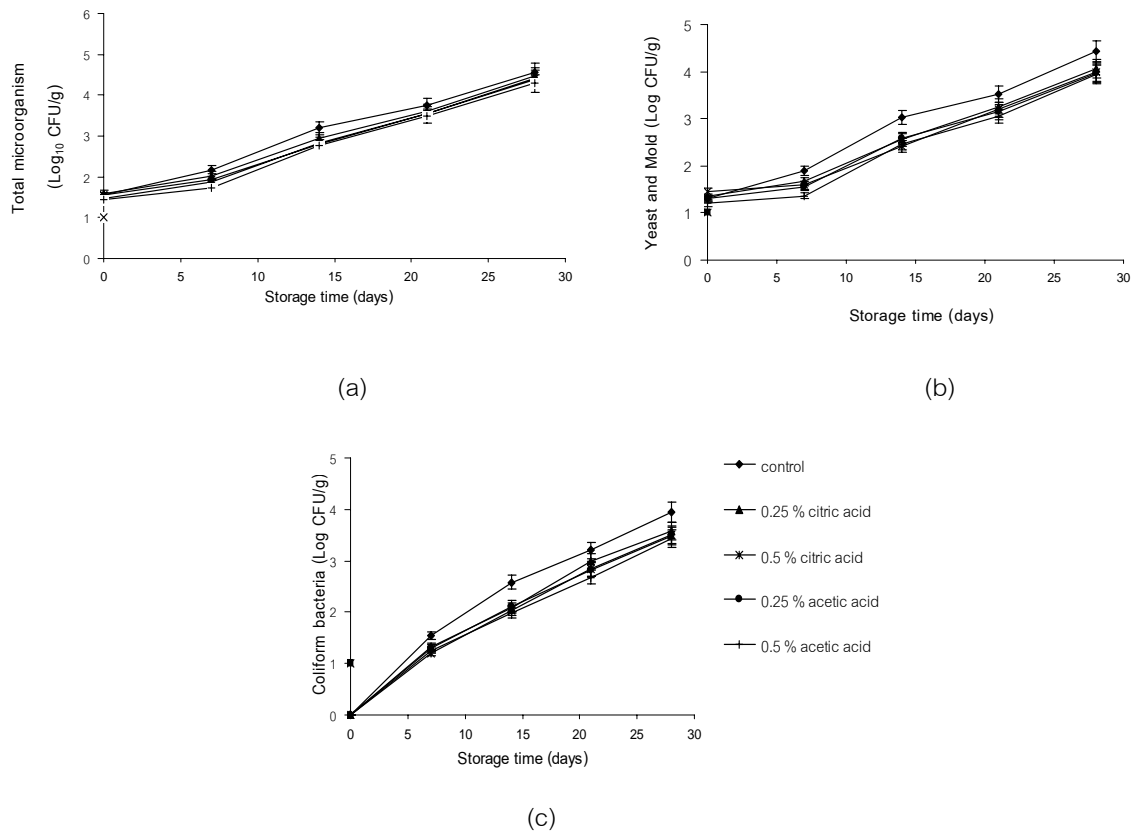 6
5
4
3
2
1
0
Total microorganism
(Log10 CFU/g)
0 5 10 15 20 25 30
Storage time (days)
(a)
5
4
3
2
1
0
Yeast and Mold (Log CFU/g)
0 5 10 15 20 25 30
Storage time (days)
(b)
5
4
3
2
1
0
Coliform bacteria (Log CFU/g)
0 5 10 15 20 25 30
Storage time (days)
control
0.25 % citric acid
0.5 % citric acid
0.25 % acetic acid
0.5 % acetic acid
(c)